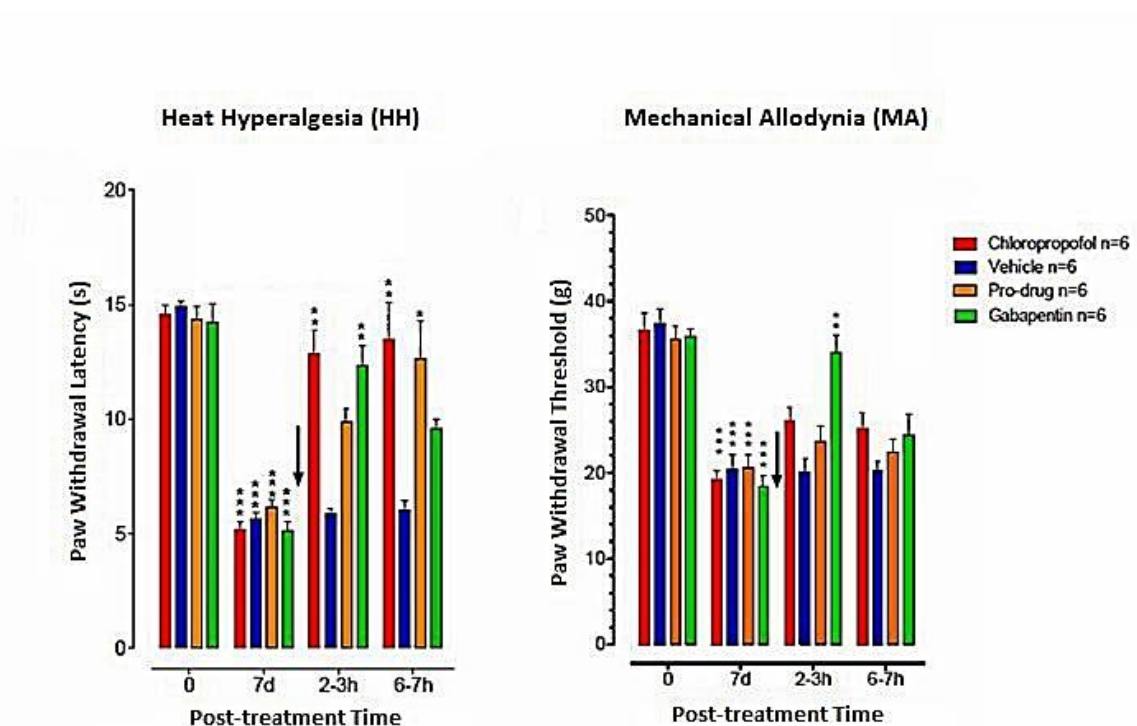 Heat Hyperalgesia (HH)
Paw Withdrawal Latency (s)
20
15
10
5
0
***
***
***
***
**
**
**
*
0 7d 2-3h 6-7h
Post-treatment Time
Mechanical Allodynia (MA)
Paw Withdrawal Threshold (g)
50
40
30
20
10
0
***
***
***
***
**
0 7d 2-3h 6-7h
Post-treatment Time
Chloropropofol n=6
Vehicle n=6
Pro-drug n=6
Gabapentin n=6